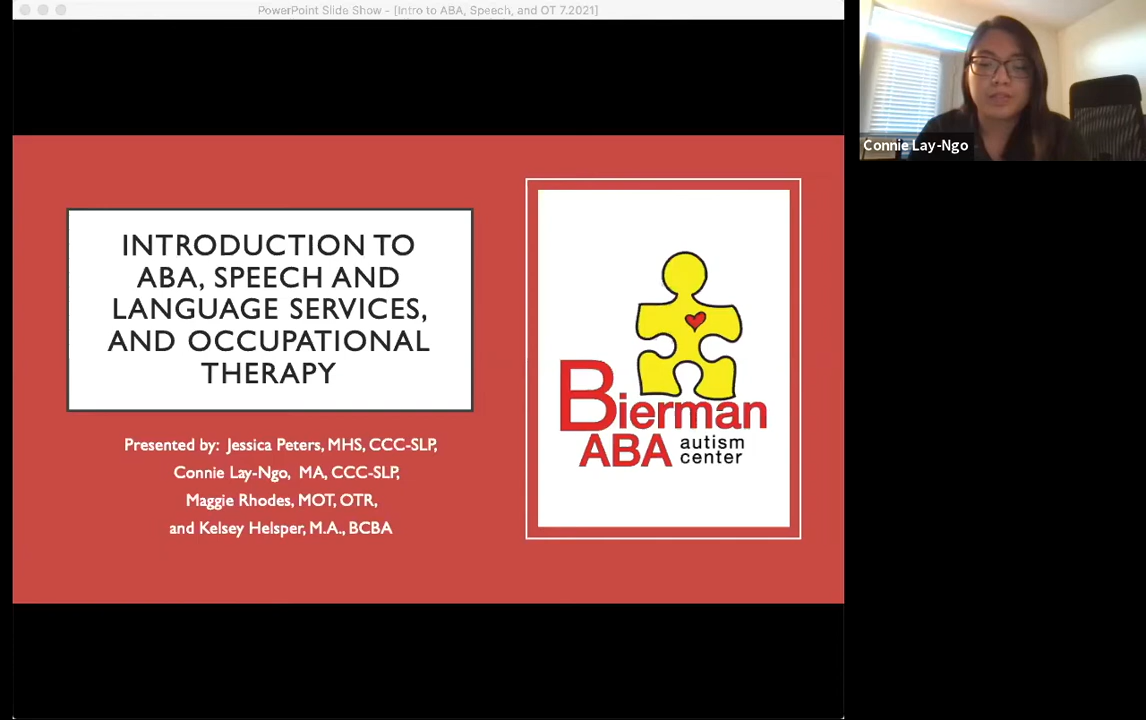 PowerPoint Slide Show - [Intro to ABA, Speech, and OT 7.2021]
Connie Lay-Ngo
INTRODUCTION TO
ABA, SPEECH AND
LANGUAGE SERVICES,
AND OCCUPATIONAL
THERAPY
Presented by:  Jessica Peters, MHS, CCC-SLP,
Connie Lay-Ngo,  MA, CCC-SLP,
Maggie Rhodes, MOT, OTR,
and Kelsey Helsper, M.A., BCBA
Bierman
ABA autism
center